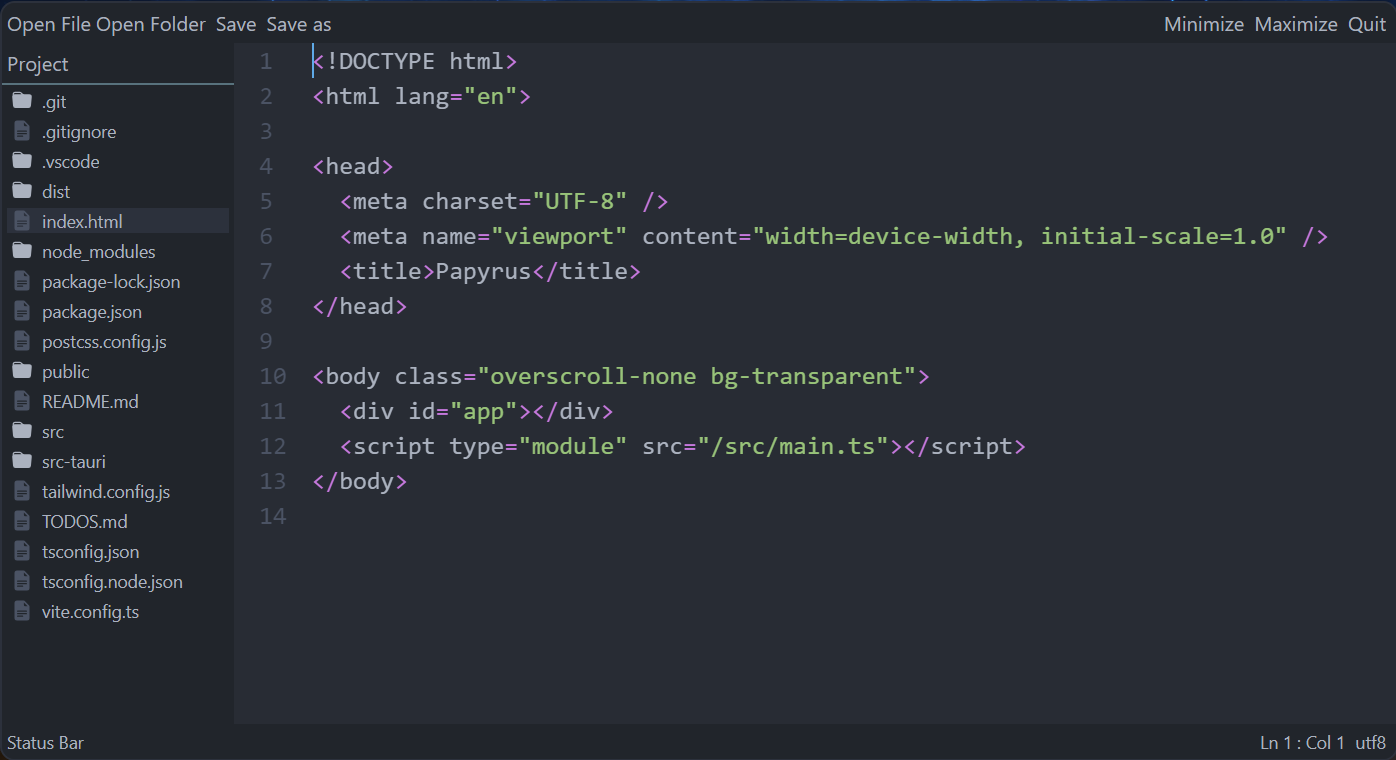 Open File Open Folder Save Save as Minimize Maximize Quit
Project
.git
.gitignore
.vscode
dist
index.html
node_modules
package-lock.json
package.json
postcss.config.js
public
README.md
src
src-tauri
tailwind.config.js
TODOS.md
tsconfig.json
tsconfig.node.json
vite.config.ts
1 <!DOCTYPE html>
2 <html lang="en">
3
4 <head>
5   <meta charset="UTF-8" />
6   <meta name="viewport" content="width=device-width, initial-scale=1.0" />
7   <title>Papyrus</title>
8 </head>
9
10 <body class="overscroll-none bg-transparent">
11   <div id="app"></div>
12   <script type="module" src="/src/main.ts"></script>
13 </body>
14
Status Bar Ln 1 : Col 1 utf8